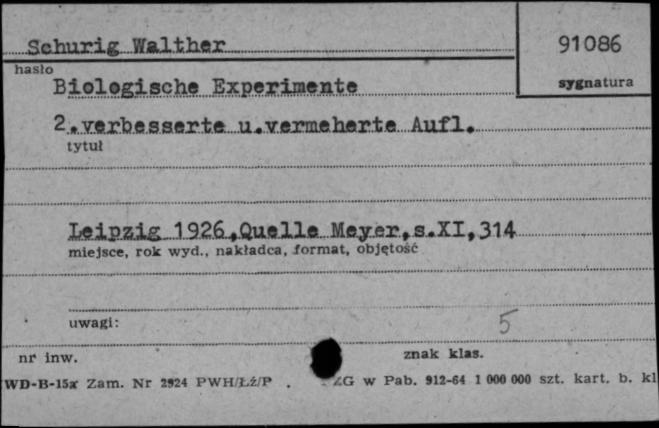 Schurig Walther
91086
hasło
sygnatura
Biologische Experimente
2.verbesserte u.vermeherte Aufl.
tytuł
Leipzig 1926,Quelle Meyer,s.XI,314
miejsce, rok wyd., nakładca, format, objętość
uwagi:
5
nr inw.
znak klas.
WD-B-15x Zam. Nr 2924 PWH/Łź/P . ZG w Pab. 912-64 1 000 000 szt. kart. b. kl